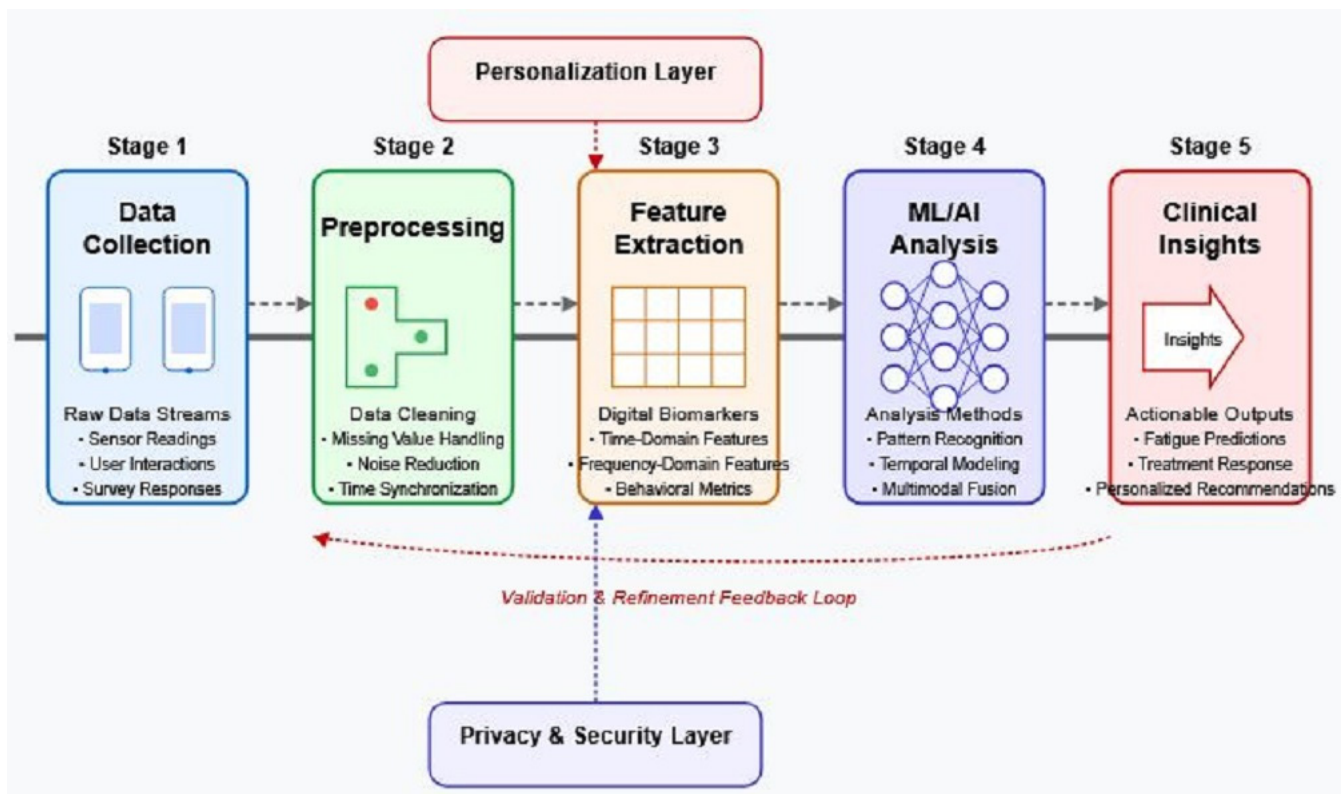 Personalization Layer
Stage 1
Stage 2
Stage 3
Stage 4
Stage 5
Data
Collection
Raw Data Streams
• Sensor Readings
• User Interactions
• Survey Responses
Preprocessing
Data Cleaning
• Missing Value Handling
• Noise Reduction
• Time Synchronization
Feature
Extraction
Digital Biomarkers
• Time-Domain Features
• Frequency-Domain Features
• Behavioral Metrics
ML/AI
Analysis
Analysis Methods
• Pattern Recognition
• Temporal Modeling
• Multimodal Fusion
Clinical
Insights
Insights
Actionable Outputs
• Fatigue Predictions
• Treatment Response
• Personalized Recommendations
Validation & Refinement Feedback Loop
Privacy & Security Layer